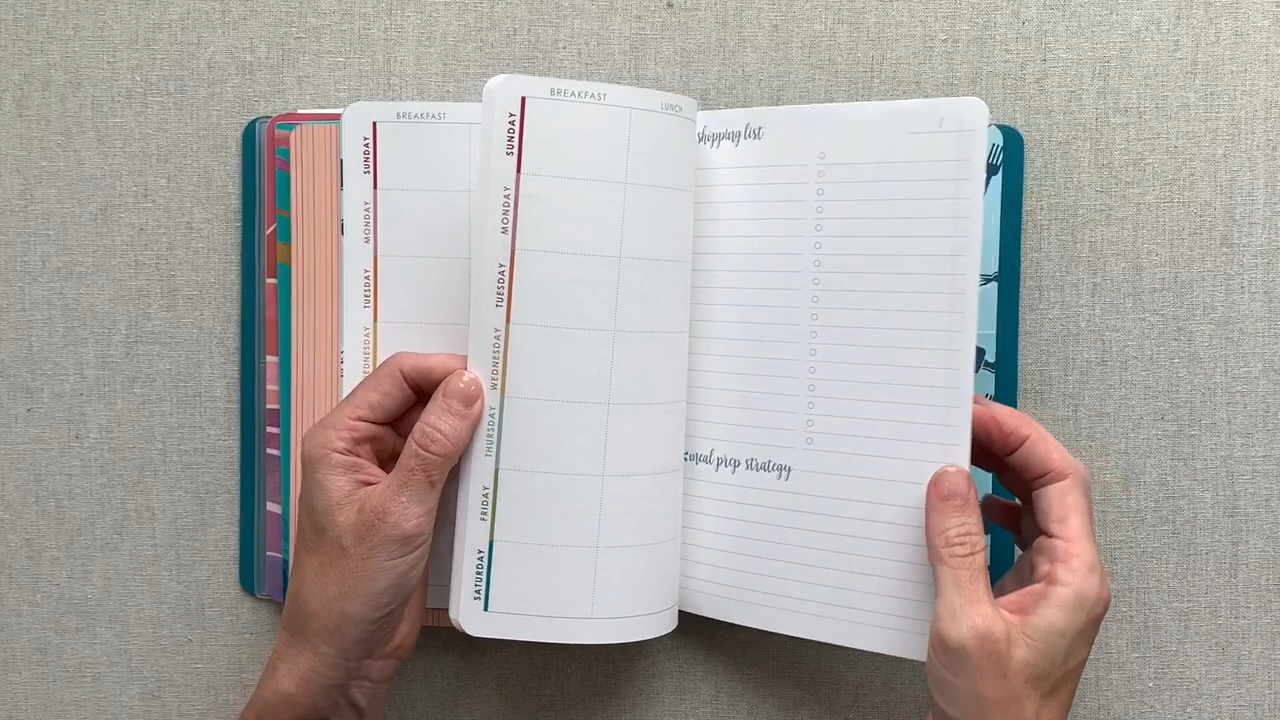 BREAKFAST
SUNDAY
MONDAY
TUESDAY
WEDNESDAY
BREAKFAST LUNCH
SUNDAY
MONDAY
TUESDAY
WEDNESDAY
THURSDAY
FRIDAY
SATURDAY
shopping list
meal prep strategy